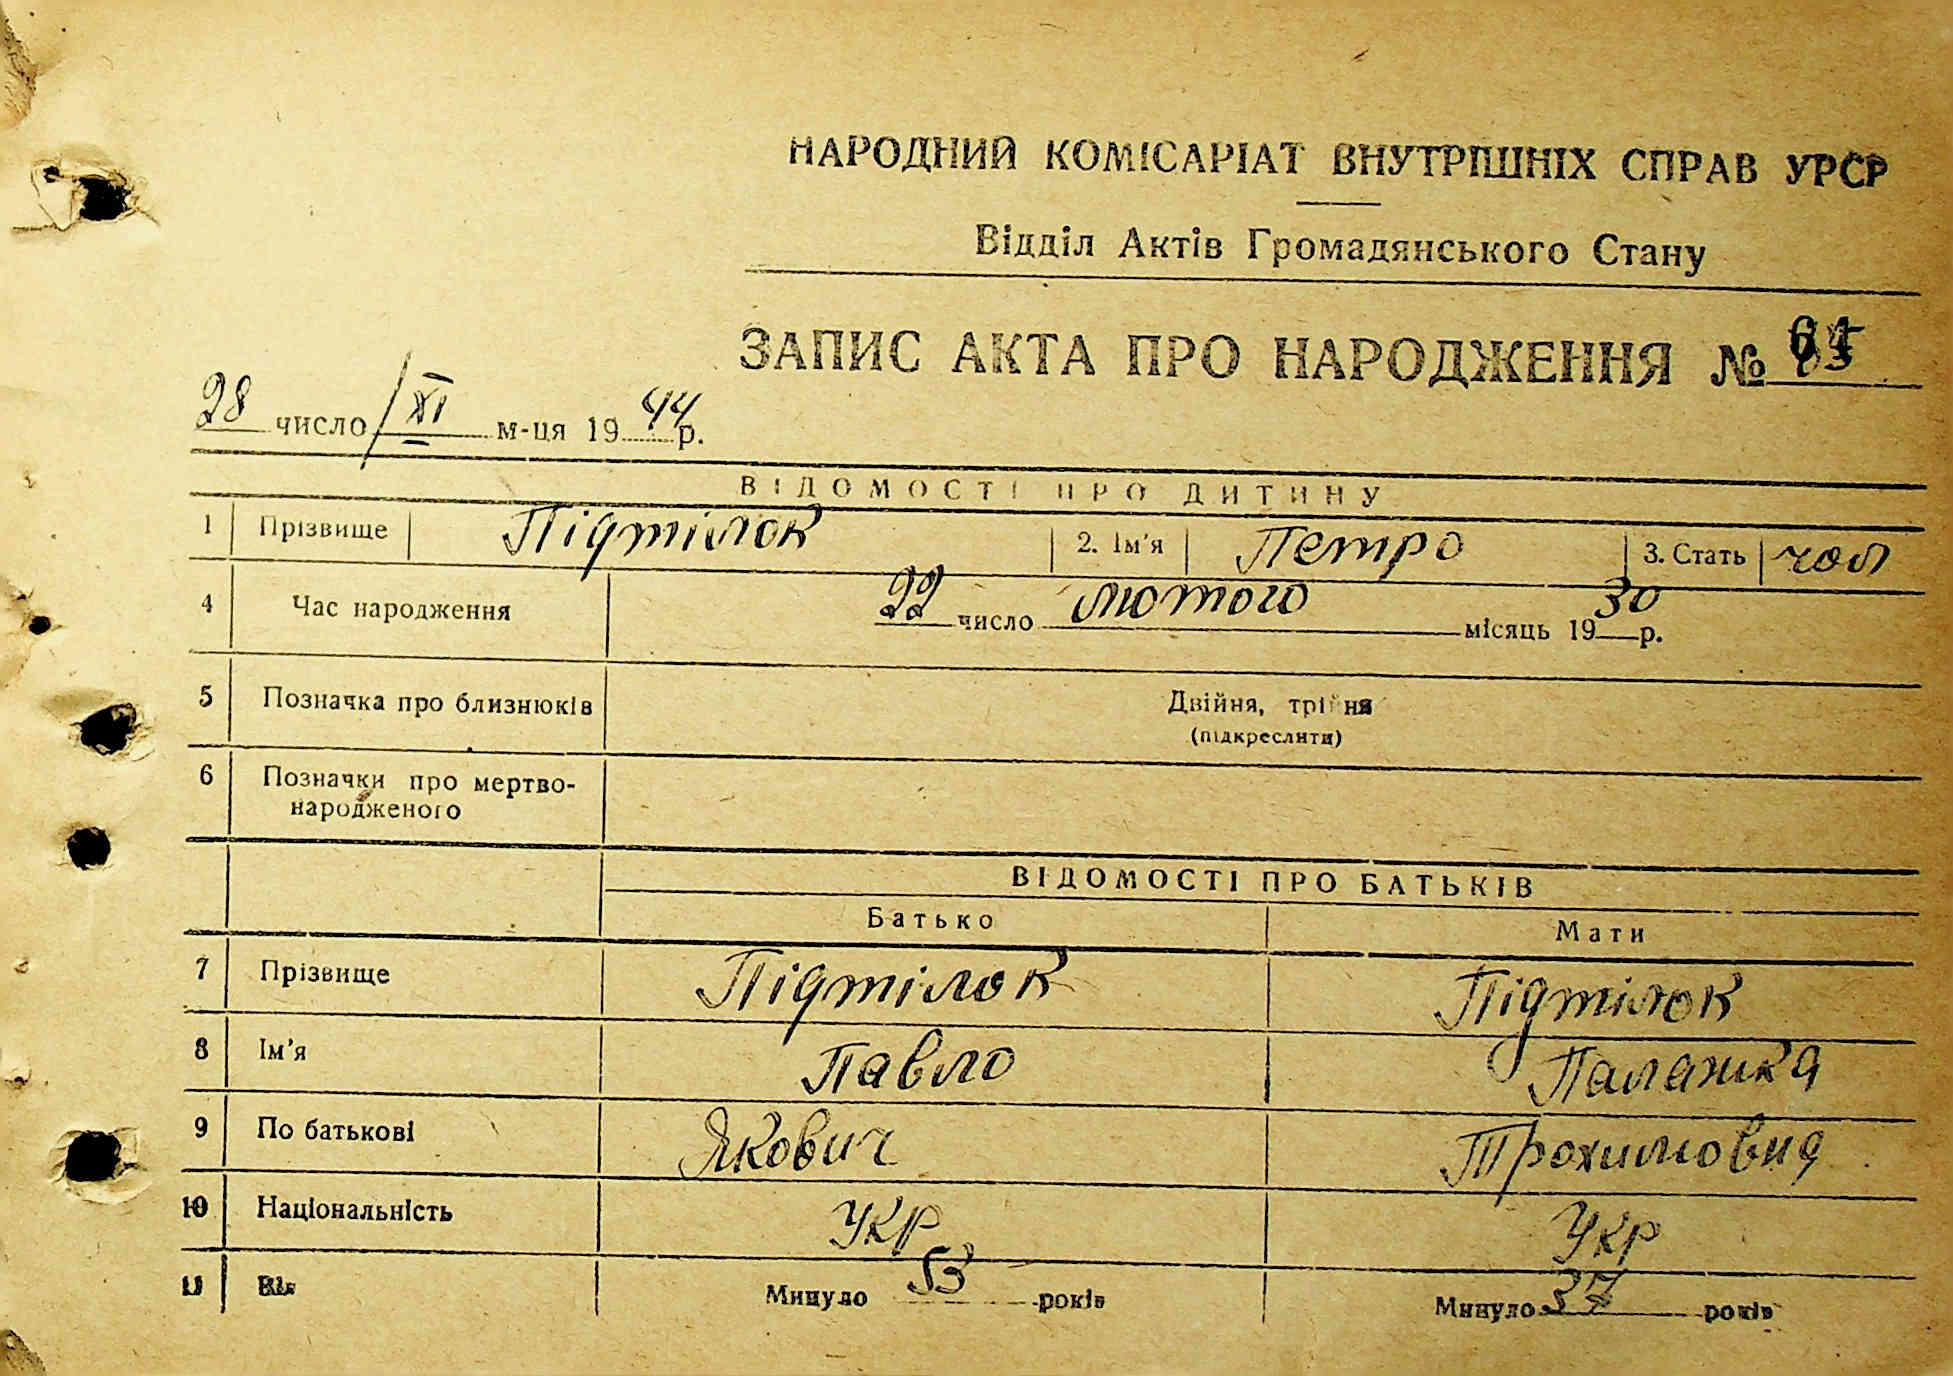 НАРОДНИЙ КОМІСАРІАТ ВНУТРІШНІХ СПРАВ УРСР
Відділ Актів Громадянського Стану
ЗАПИС АКТА ПРО НАРОДЖЕННЯ №
28 число XI м-ця 1944 р.
ВІДОМОСТІ ПРО ДИТИНУ
1 Прізвище Підтілок 2. Ім'я Петро 3. Стать чол
4 Час народження 22 число лютого місяць 1930 р.
5 Позначка про близнюків Двійня, трійня
(підкреслити)
6 Позначки про мертво-
народженого
ВІДОМОСТІ ПРО БАТЬКІВ
Батько Мати
7 Прізвище Підтілок Підтілок
8 Ім'я Павло Палажка
9 По батькові Якович Трохимовна
10 Національність Укр Укр
11 Вік Минуло 53 років Минуло 37 років